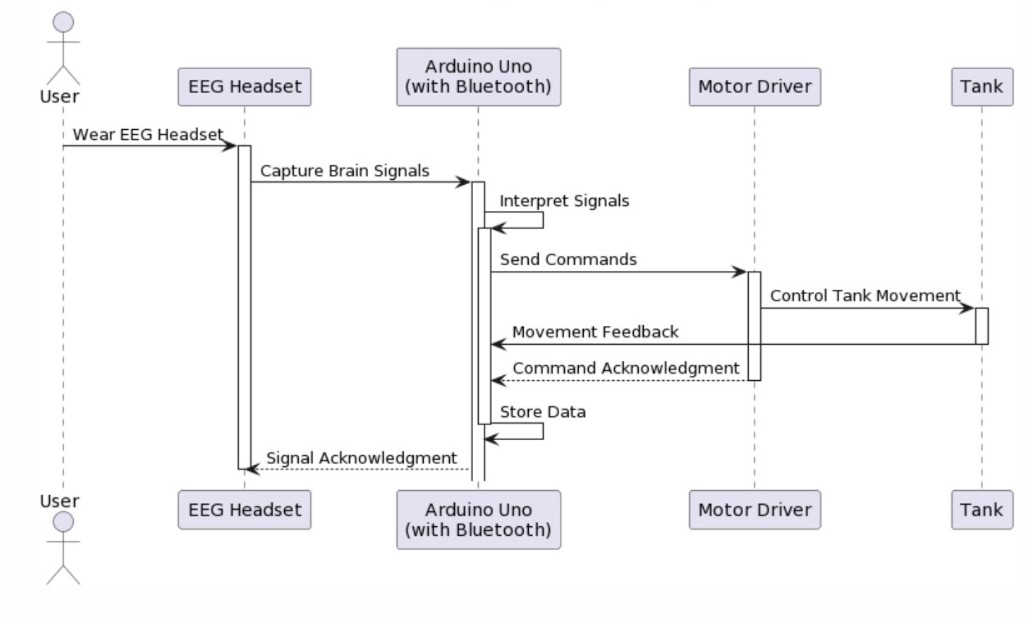 User
EEG Headset
Arduino Uno
(with Bluetooth)
Motor Driver
Tank
Wear EEG Headset
Capture Brain Signals
Interpret Signals
Send Commands
Control Tank Movement
Movement Feedback
Command Acknowledgment
Store Data
Signal Acknowledgment
User
EEG Headset
Arduino Uno
(with Bluetooth)
Motor Driver
Tank